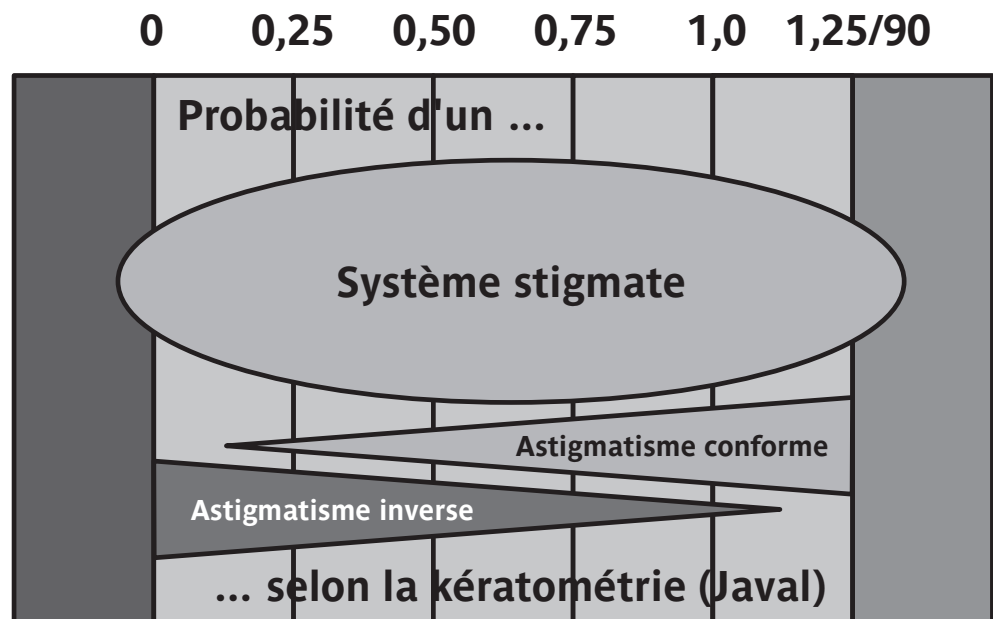 0 0,25 0,50 0,75 1,0 1,25/90
Probabilité d'un ...
Système stigmate
Astigmatisme conforme
Astigmatisme inverse
... selon la kératométrie (Javal)